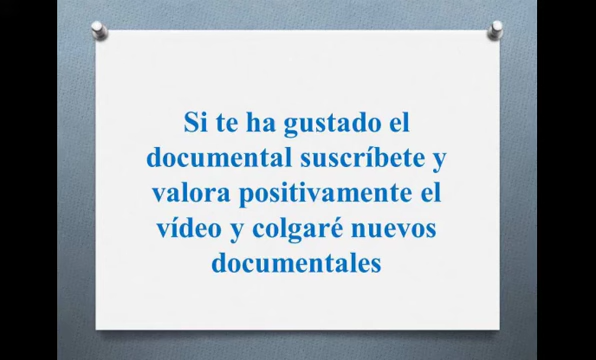 Si te ha gustado el
documental suscríbete y
valora positivamente el
vídeo y colgaré nuevos
documentales